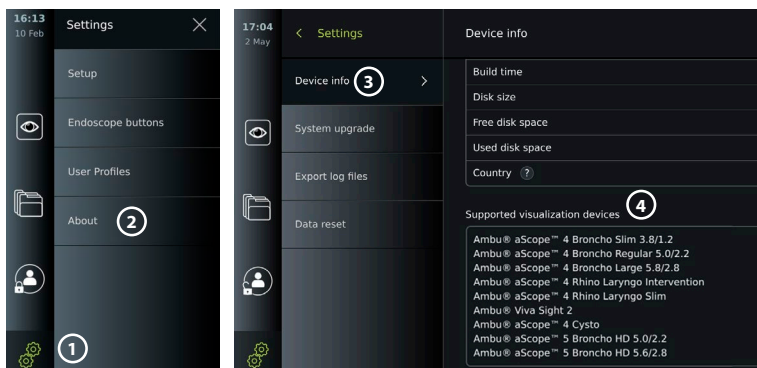 16:13
10 Feb
Settings
Setup
Endoscope buttons
User Profiles
About
2
1
17:04
2 May
Settings
Device info
3
System upgrade
Export log files
Data reset
Device info
Build time
Disk size
Free disk space
Used disk space
Country ?
Supported visualization devices
4
Ambu® aScope™ 4 Broncho Slim 3.8/1.2
Ambu® aScope™ 4 Broncho Regular 5.0/2.2
Ambu® aScope™ 4 Broncho Large 5.8/2.8
Ambu® aScope™ 4 Rhino Laryngo Intervention
Ambu® aScope™ 4 Rhino Laryngo Slim
Ambu® Viva Sight 2
Ambu® aScope™ 4 Cysto
Ambu® aScope™ 5 Broncho HD 5.0/2.2
Ambu® aScope™ 5 Broncho HD 5.6/2.8